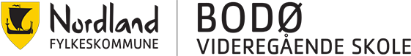 Nordland
FYLKESKOMMUNE
BODØ
VIDEREGÅENDE SKOLE